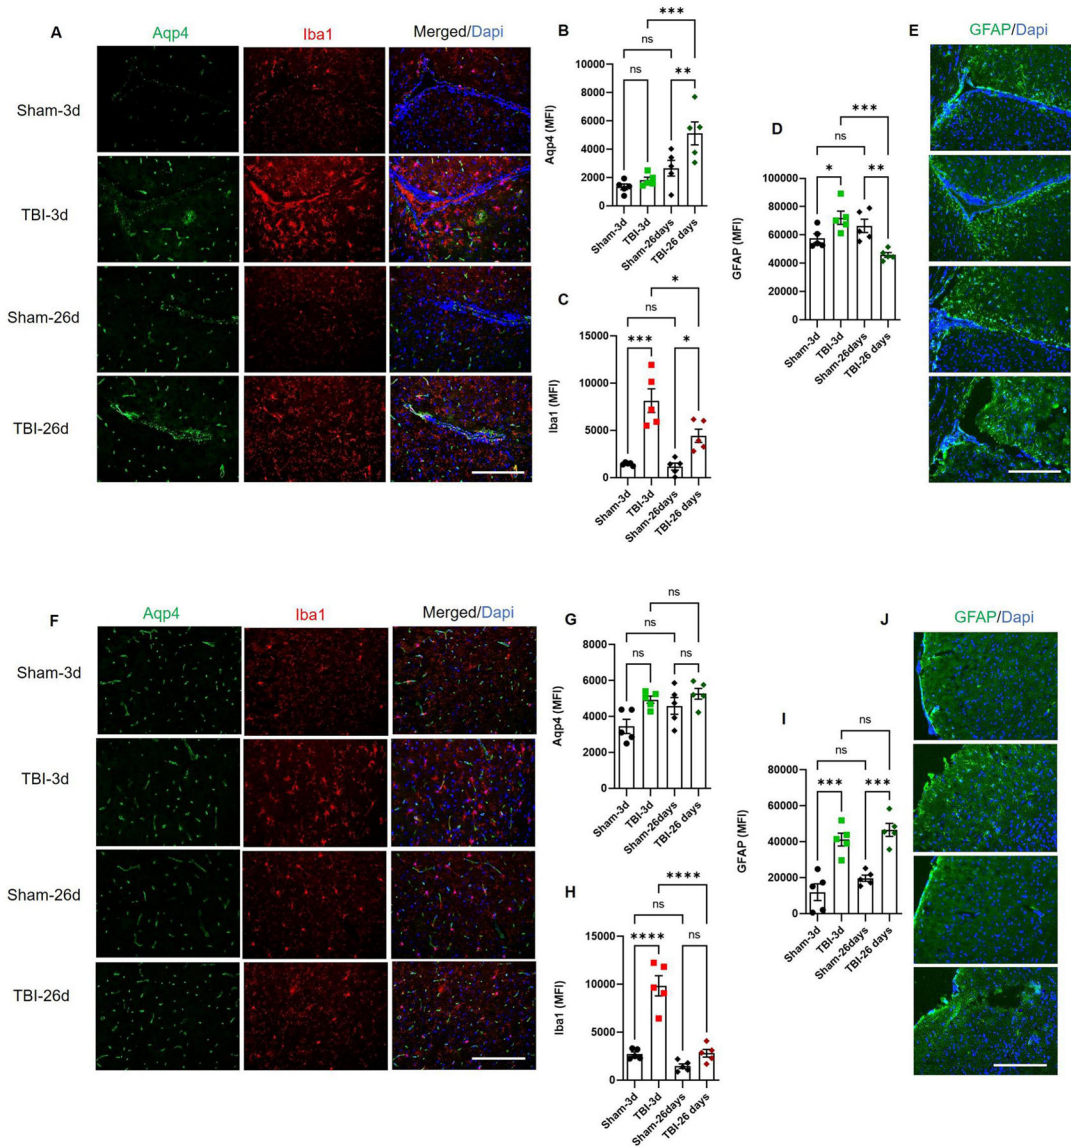 A
Aqp4
Iba1
Merged/Dapi
Sham-3d
TBI-3d
Sham-26d
TBI-26d
B
***
ns
ns
**
Aqp4 (MFI)
10000
8000
6000
4000
2000
0
Sham-3d
TBI-3d
Sham-26days
TBI-26 days
C
*
ns
***
*
Iba1 (MFI)
15000
10000
5000
0
Sham-3d
TBI-3d
Sham-26days
TBI-26 days
D
***
ns
*
**
GFAP (MFI)
100000
80000
60000
40000
20000
0
Sham-3d
TBI-3d
Sham-26days
TBI-26 days
E
GFAP/Dapi
F
Aqp4
Iba1
Merged/Dapi
Sham-3d
TBI-3d
Sham-26d
TBI-26d
G
ns
ns
ns
ns
Aqp4 (MFI)
8000
6000
4000
2000
0
Sham-3d
TBI-3d
Sham-26days
TBI-26 days
H
****
ns
****
ns
Iba1 (MFI)
15000
10000
5000
0
Sham-3d
TBI-3d
Sham-26days
TBI-26 days
I
ns
ns
***
***
GFAP (MFI)
80000
60000
40000
20000
0
Sham-3d
TBI-3d
Sham-26days
TBI-26 days
J
GFAP/Dapi